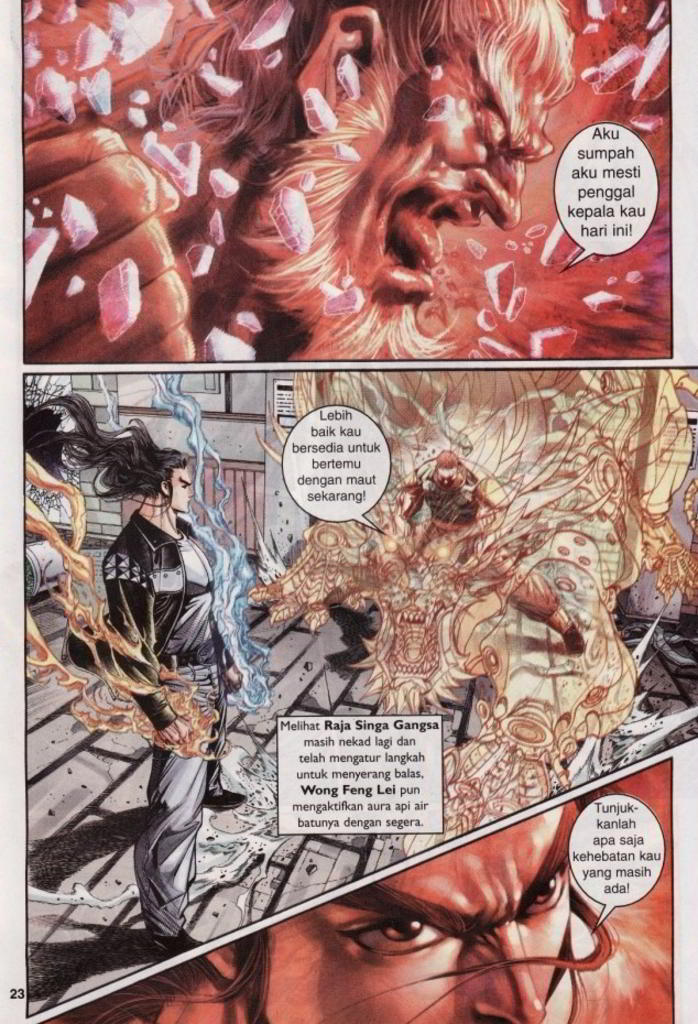 Aku
sumpah
aku mesti
penggal
kepala kau
hari ini!
Lebih
baik kau
bersedia untuk
bertemu
dengan maut
sekarang!
Melihat Raja Singa Gangsa
masih nekad lagi dan
telah mengatur langkah
untuk menyerang balas,
Wong Feng Lei pun
mengaktifkan aura api air
batunya dengan segera.
Tunjuk-
kanlah
apa saja
kehebatan kau
yang masih
ada!
23